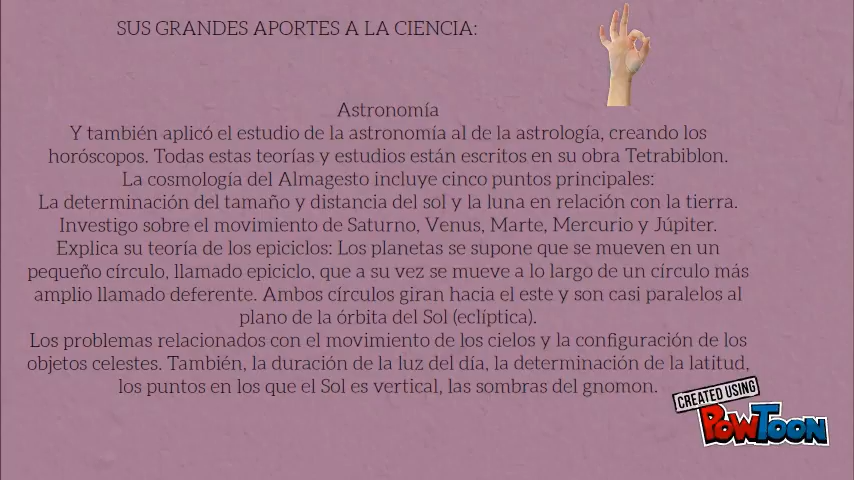 SUS GRANDES APORTES A LA CIENCIA:
Astronomía
Y también aplicó el estudio de la astronomía al de la astrología, creando los
horóscopos. Todas estas teorías y estudios están escritos en su obra Tetrabiblon.
La cosmología del Almagesto incluye cinco puntos principales:
La determinación del tamaño y distancia del sol y la luna en relación con la tierra.
Investigo sobre el movimiento de Saturno, Venus, Marte, Mercurio y Júpiter.
Explica su teoría de los epiciclos: Los planetas se supone que se mueven en un
pequeño círculo, llamado epiciclo, que a su vez se mueve a lo largo de un círculo más
amplio llamado deferente. Ambos círculos giran hacia el este y son casi paralelos al
plano de la órbita del Sol (eclíptica).
Los problemas relacionados con el movimiento de los cielos y la configuración de los
objetos celestes. También, la duración de la luz del día, la determinación de la latitud,
los puntos en los que el Sol es vertical, las sombras del gnomon.
CREATED USING
POWTOON